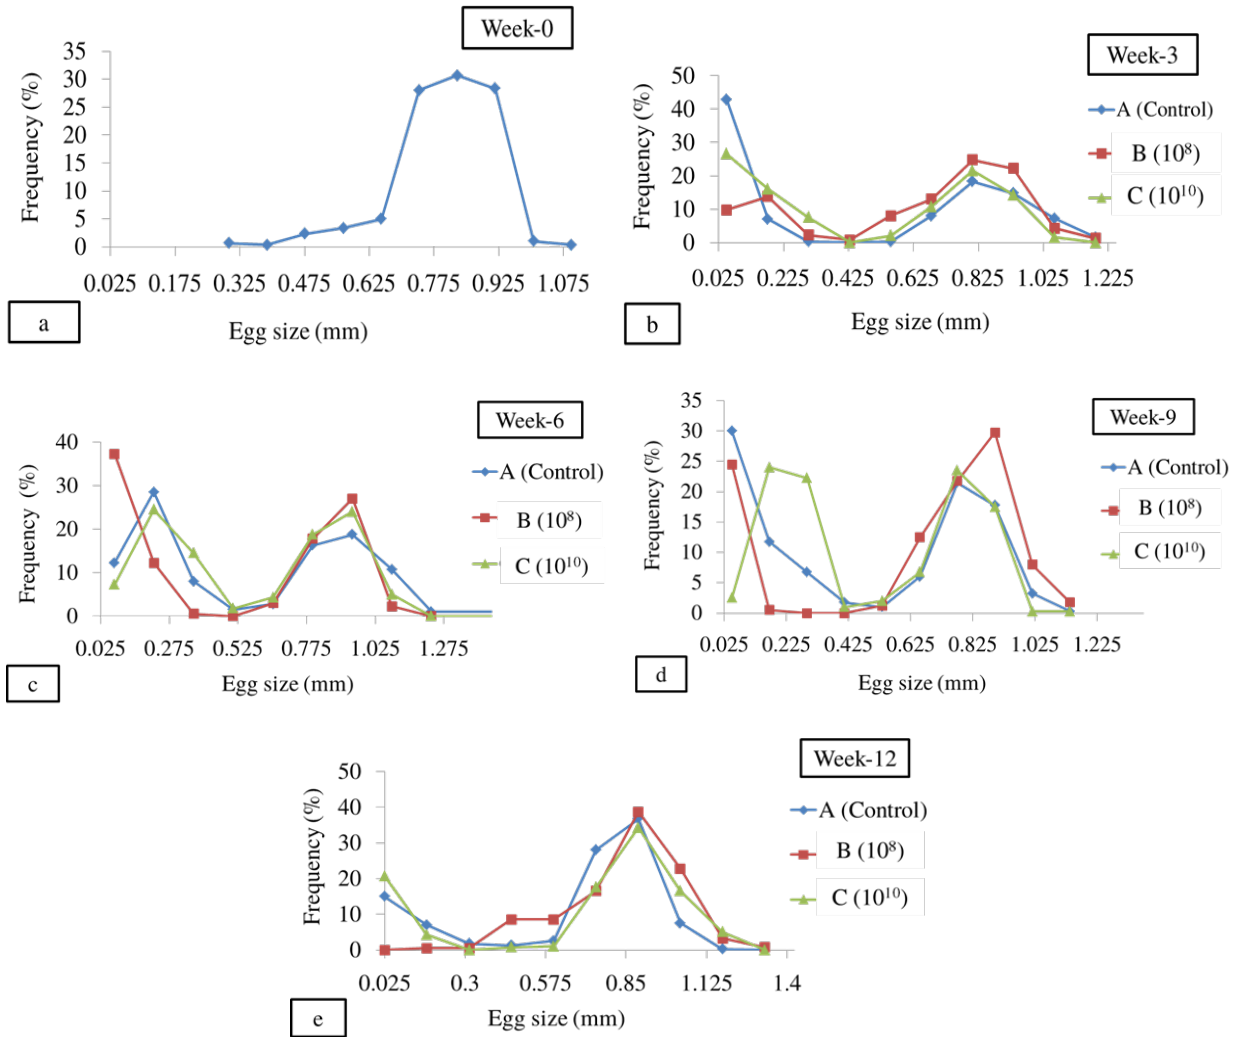 Week-0
35
30
25
20
15
10
5
0
Frequency (%)
0.025 0.175 0.325 0.475 0.625 0.775 0.925 1.075
Egg size (mm)
a
Week-3
50
40
30
20
10
0
Frequency (%)
0.025 0.225 0.425 0.625 0.825 1.025 1.225
Egg size (mm)
A (Control)
B (10⁸)
C (10¹⁰)
b
Week-6
40
30
20
10
0
Frequency (%)
0.025 0.275 0.525 0.775 1.025 1.275
Egg size (mm)
A (Control)
B (10⁸)
C (10¹⁰)
c
Week-9
35
30
25
20
15
10
5
0
Frequency (%)
0.025 0.225 0.425 0.625 0.825 1.025 1.225
Egg size (mm)
A (Control)
B (10⁸)
C (10¹⁰)
d
Week-12
50
40
30
20
10
0
Frequency (%)
0.025 0.3 0.575 0.85 1.125 1.4
Egg size (mm)
A (Control)
B (10⁸)
C (10¹⁰)
e